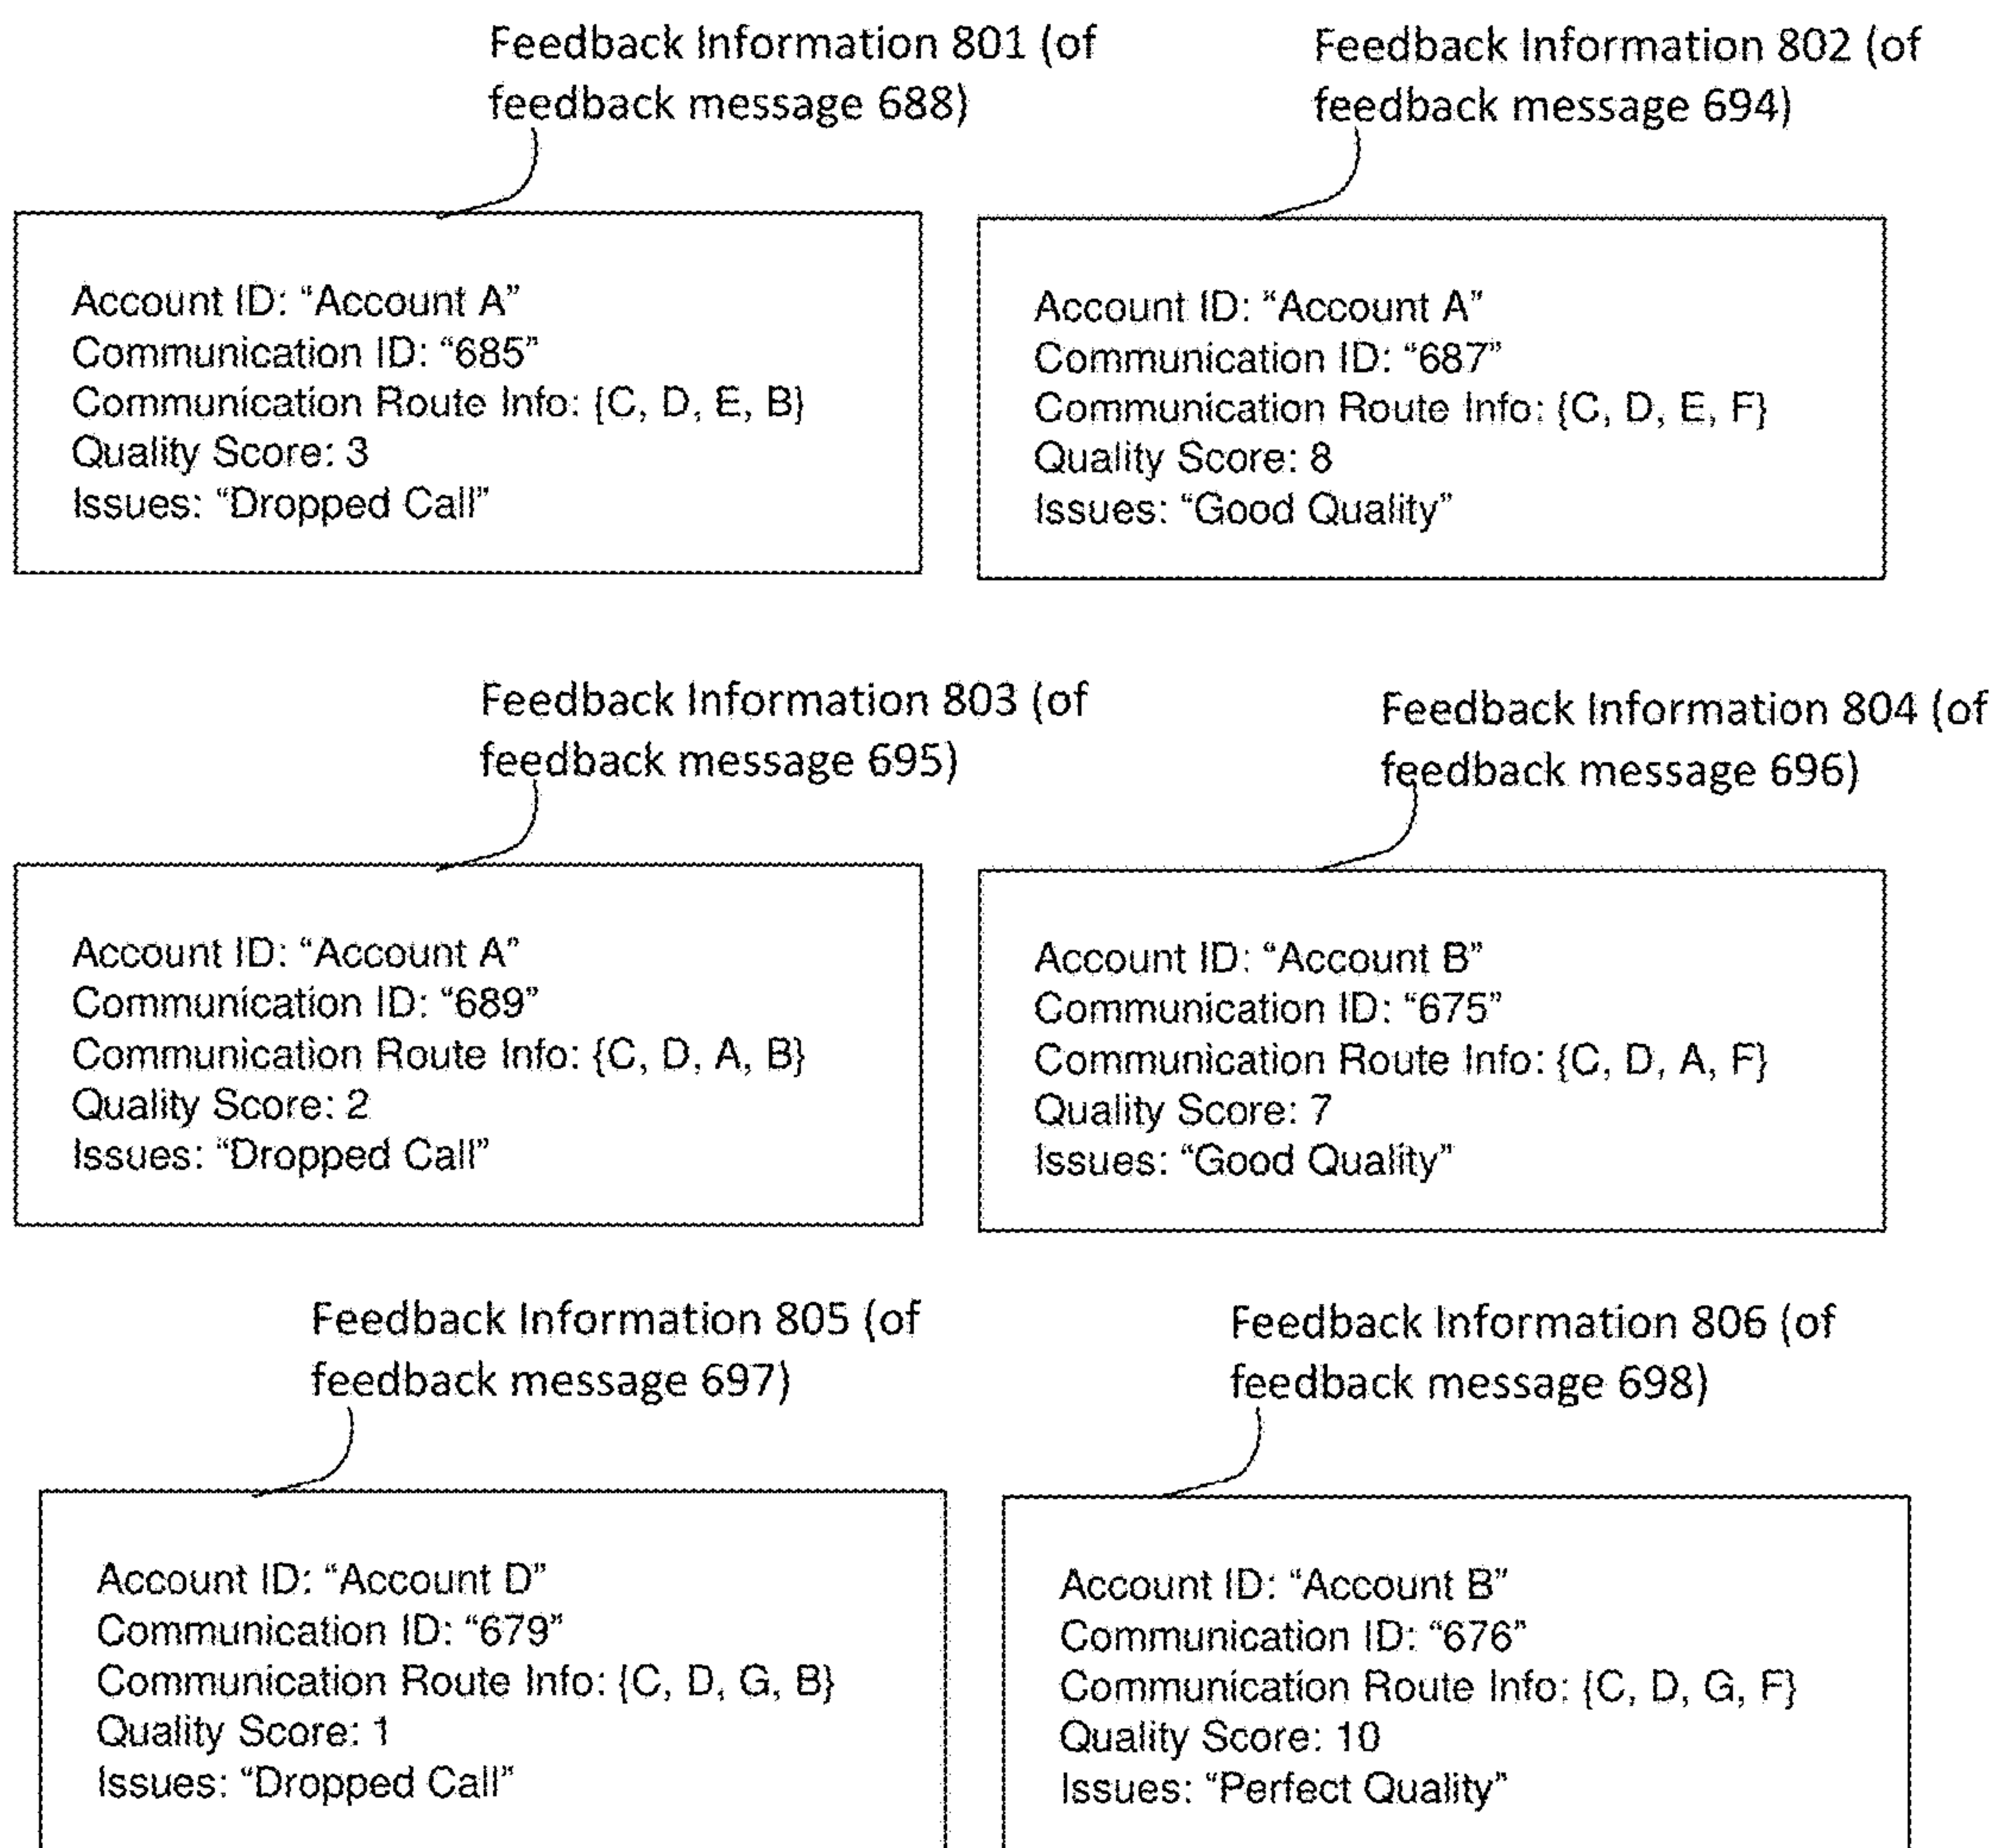 Feedback Information 801 (of
feedback message 688)
Account ID: “Account A”
Communication ID: “685”
Communication Route Info: {C, D, E, B}
Quality Score: 3
Issues: “Dropped Call”
Feedback Information 802 (of
feedback message 694)
Account ID: “Account A”
Communication ID: “687”
Communication Route Info: {C, D, E, F}
Quality Score: 8
Issues: “Good Quality”
Feedback Information 803 (of
feedback message 695)
Account ID: “Account A”
Communication ID: “689”
Communication Route Info: {C, D, A, B}
Quality Score: 2
Issues: “Dropped Call”
Feedback Information 804 (of
feedback message 696)
Account ID: “Account B”
Communication ID: “675”
Communication Route Info: {C, D, A, F}
Quality Score: 7
Issues: “Good Quality”
Feedback Information 805 (of
feedback message 697)
Account ID: “Account D”
Communication ID: “679”
Communication Route Info: {C, D, G, B}
Quality Score: 1
Issues: “Dropped Call”
Feedback Information 806 (of
feedback message 698)
Account ID: “Account B”
Communication ID: “676”
Communication Route Info: {C, D, G, F}
Quality Score: 10
Issues: “Perfect Quality”